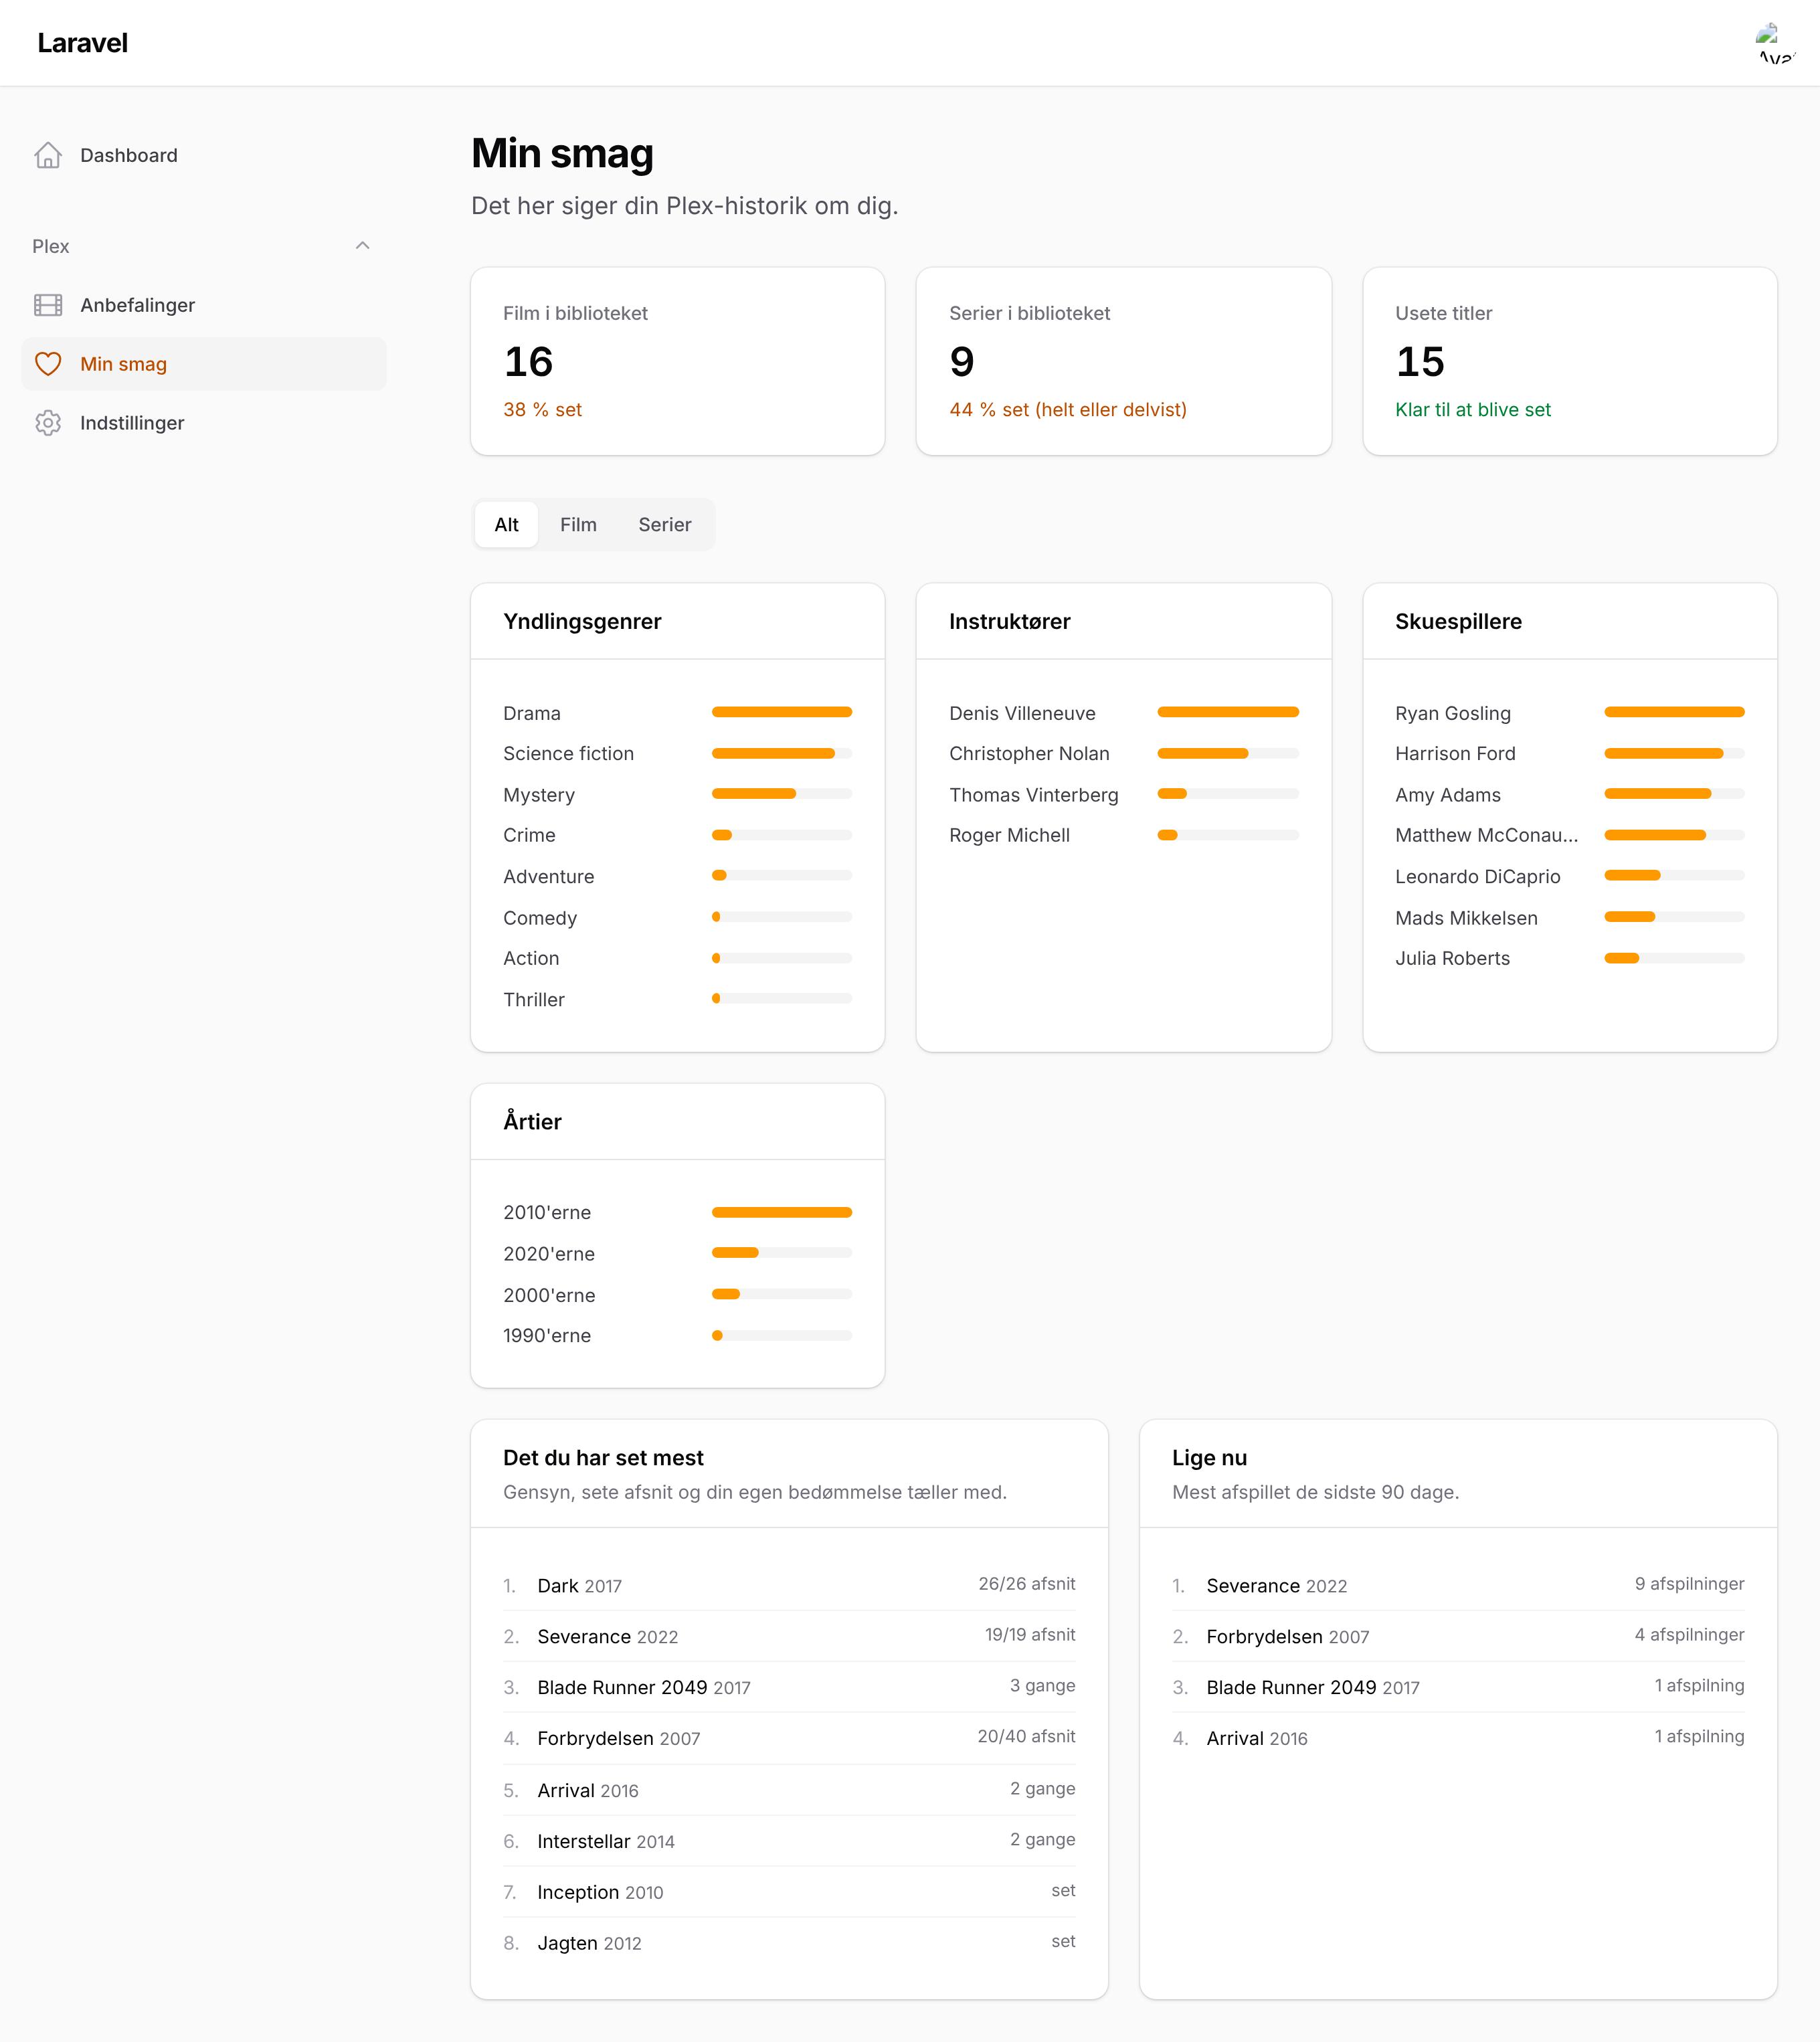 Laravel
Dashboard
Plex
Anbefalinger
Min smag
Indstillinger
Min smag
Det her siger din Plex-historik om dig.
Film i biblioteket
16
38 % set
Serier i biblioteket
9
44 % set (helt eller delvist)
Usete titler
15
Klar til at blive set
Alt
Film
Serier
Yndlingsgenrer
Drama
Science fiction
Mystery
Crime
Adventure
Comedy
Action
Thriller
Instruktører
Denis Villeneuve
Christopher Nolan
Thomas Vinterberg
Roger Michell
Skuespillere
Ryan Gosling
Harrison Ford
Amy Adams
Matthew McConau...
Leonardo DiCaprio
Mads Mikkelsen
Julia Roberts
Årtier
2010'erne
2020'erne
2000'erne
1990'erne
Det du har set mest
Gensyn, sete afsnit og din egen bedømmelse tæller med.
1. Dark 2017 26/26 afsnit
2. Severance 2022 19/19 afsnit
3. Blade Runner 2049 2017 3 gange
4. Forbrydelsen 2007 20/40 afsnit
5. Arrival 2016 2 gange
6. Interstellar 2014 2 gange
7. Inception 2010 set
8. Jagten 2012 set
Lige nu
Mest afspillet de sidste 90 dage.
1. Severance 2022 9 afspilninger
2. Forbrydelsen 2007 4 afspilninger
3. Blade Runner 2049 2017 1 afspilning
4. Arrival 2016 1 afspilning